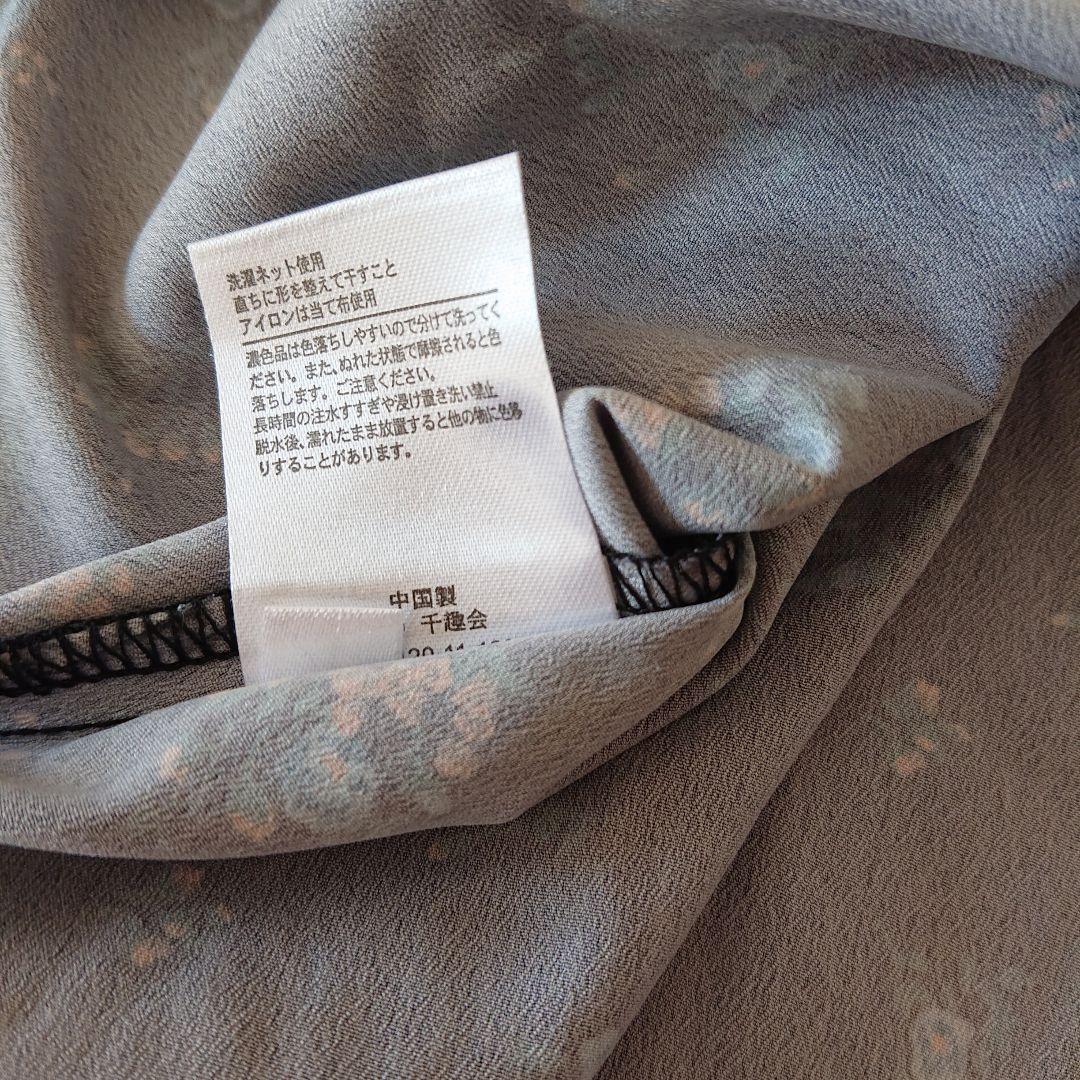 洗濯ネット使用
直ちに形を整えて干すこと
アイロンは当て布使用
濃色品は色落ちしやすいので分けて洗ってく
ださい。また、ぬれた状態で摩擦されると色
落ちします。ご注意ください。
長時間の注水すすぎや浸け置き洗い禁止
脱水後、濡れたまま放置すると他の物に色移
りすることがあります。
中国製
千趣会